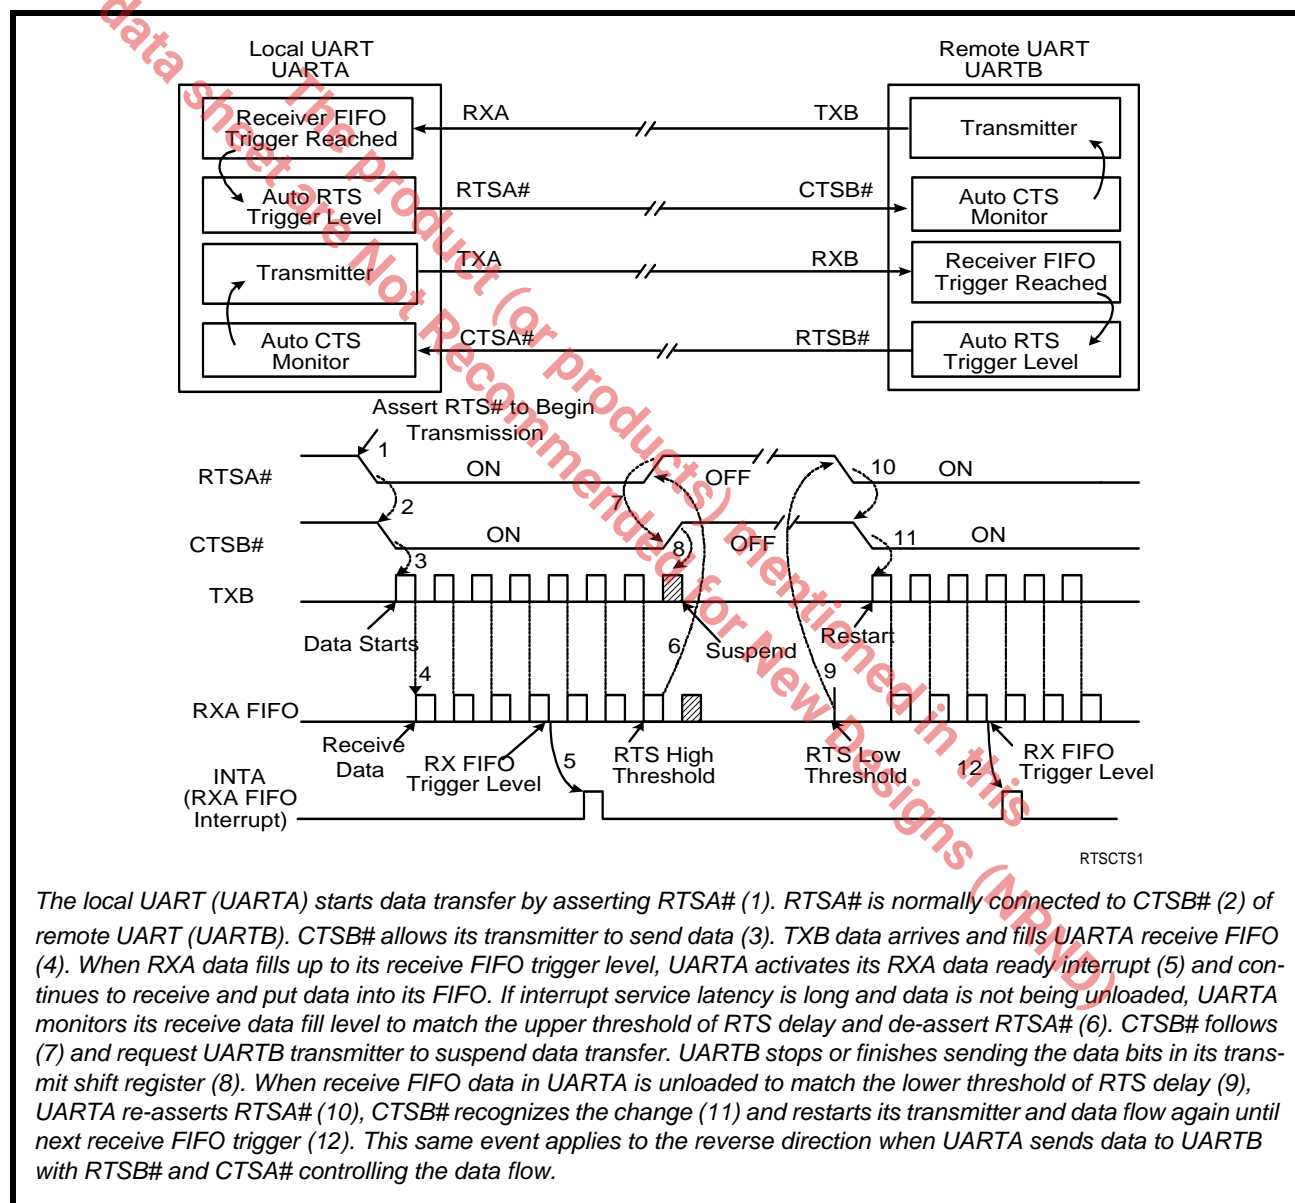 Local UART
UARTA
Remote UART
UARTB
Receiver FIFO
Trigger Reached
RXA
TXB
Transmitter
Auto RTS
Trigger Level
RTSA#
CTSB#
Auto CTS
Monitor
Transmitter
TXA
RXB
Receiver FIFO
Trigger Reached
Auto CTS
Monitor
CTSA#
RTSB#
Auto RTS
Trigger Level
Assert RTS# to Begin
Transmission
RTSA#
1
ON
OFF
10
ON
2
7
CTSB#
ON
8
OFF
11
ON
3
TXB
Data Starts
6
Suspend
Restart
4
9
RXA FIFO
Receive
Data
RX FIFO
Trigger Level
5
RTS High
Threshold
RTS Low
Threshold
12
RX FIFO
Trigger Level
INTA
(RXA FIFO
Interrupt)
RTSCTS1
The local UART (UARTA) starts data transfer by asserting RTSA# (1). RTSA# is normally connected to CTSB# (2) of
remote UART (UARTB). CTSB# allows its transmitter to send data (3). TXB data arrives and fills UARTA receive FIFO
(4). When RXA data fills up to its receive FIFO trigger level, UARTA activates its RXA data ready interrupt (5) and con-
tinues to receive and put data into its FIFO. If interrupt service latency is long and data is not being unloaded, UARTA
monitors its receive data fill level to match the upper threshold of RTS delay and de-assert RTSA# (6). CTSB# follows
(7) and request UARTB transmitter to suspend data transfer. UARTB stops or finishes sending the data bits in its trans-
mit shift register (8). When receive FIFO data in UARTA is unloaded to match the lower threshold of RTS delay (9),
UARTA re-asserts RTSA# (10), CTSB# recognizes the change (11) and restarts its transmitter and data flow again until
next receive FIFO trigger (12). This same event applies to the reverse direction when UARTA sends data to UARTB
with RTSB# and CTSA# controlling the data flow.
The product (or products) mentioned in this
data sheet are Not Recommended for New Designs (NRND)